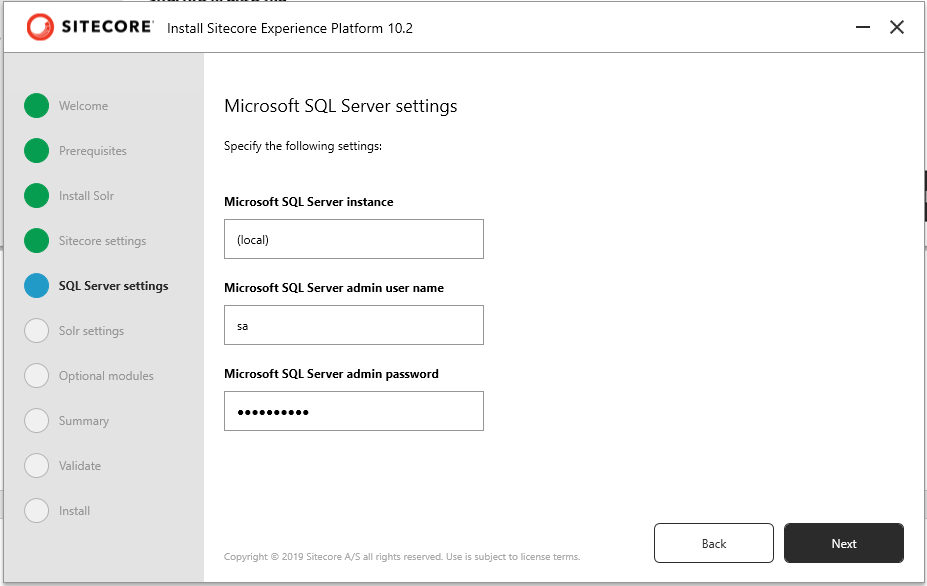 SITECORE Install Sitecore Experience Platform 10.2
Welcome
Prerequisites
Install Solr
Sitecore settings
SQL Server settings
Solr settings
Optional modules
Summary
Validate
Install
Microsoft SQL Server settings
Specify the following settings:
Microsoft SQL Server instance
(local)
Microsoft SQL Server admin user name
sa
Microsoft SQL Server admin password
••••••••••
Copyright © 2019 Sitecore A/S all rights reserved. Use is subject to license terms.
Back
Next